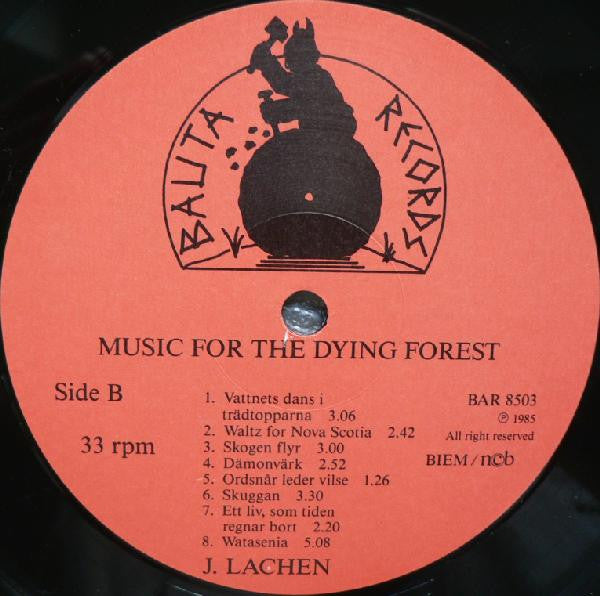 BAUTA RECORDS
MUSIC FOR THE DYING FOREST
Side B
33 rpm
1. Vattnets dans i
trädtopparna 3.06
2. Waltz for Nova Scotia 2.42
3. Skogen flyr 3.00
4. Dämonvärk 2.52
5. Ordsnår leder vilse 1.26
6. Skuggan 3.30
7. Ett liv, som tiden
regnar bort 2.20
8. Watasenia 5.08
BAR 8503
℗ 1985
All right reserved
BIEM / n©b
J. LACHEN